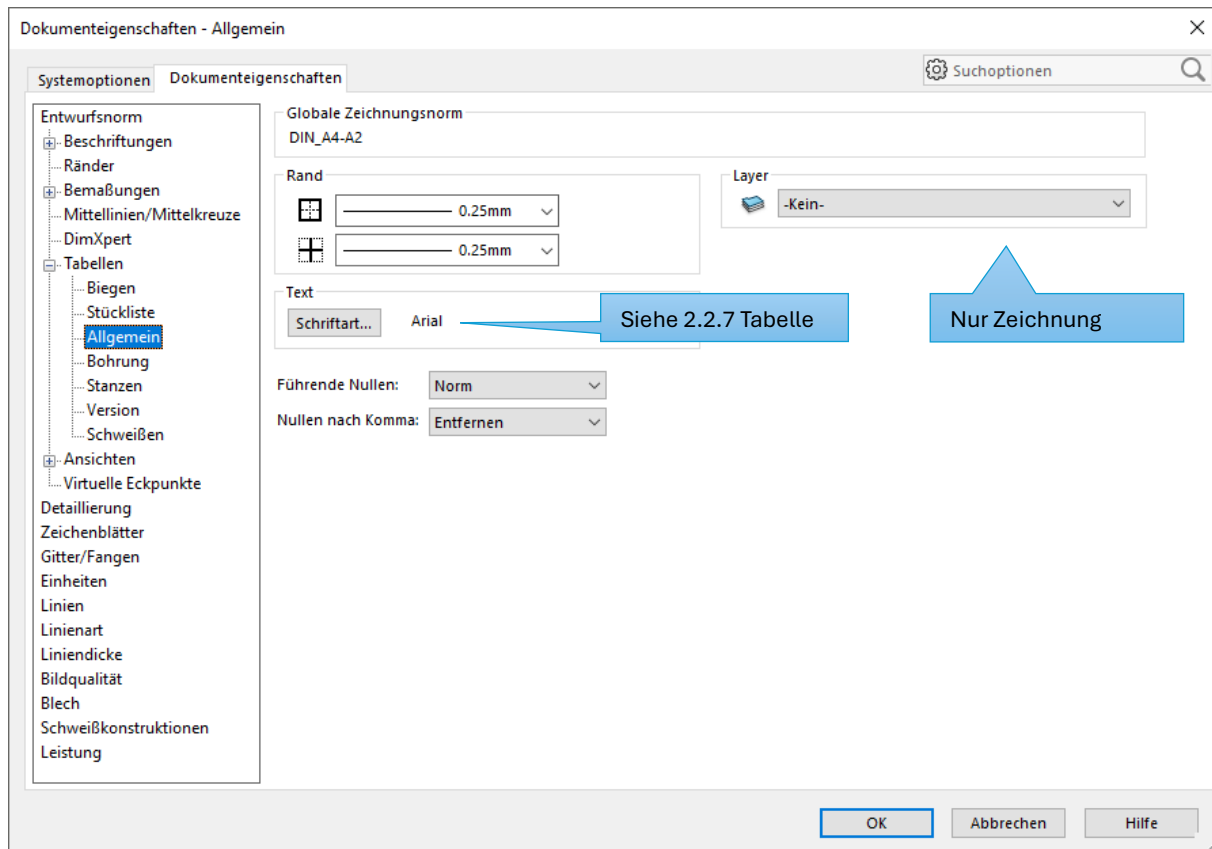 Dokumenteigenschaften - Allgemein
Systemoptionen
Dokumenteigenschaften
Suchoptionen
Entwurfsnorm
Beschriftungen
Ränder
Bemaßungen
Mittellinien/Mittelkreuze
DimXpert
Tabellen
Biegen
Stückliste
Allgemein
Bohrung
Stanzen
Version
Schweißen
Ansichten
Virtuelle Eckpunkte
Detaillierung
Zeichenblätter
Gitter/Fangen
Einheiten
Linien
Linienart
Liniendicke
Bildqualität
Blech
Schweißkonstruktionen
Leistung
Globale Zeichnungsnorm
DIN_A4-A2
Rand
0.25mm
0.25mm
Layer
-Kein-
Text
Schriftart... Arial
Siehe 2.2.7 Tabelle
Nur Zeichnung
Führende Nullen: Norm
Nullen nach Komma: Entfernen
OK Abbrechen Hilfe